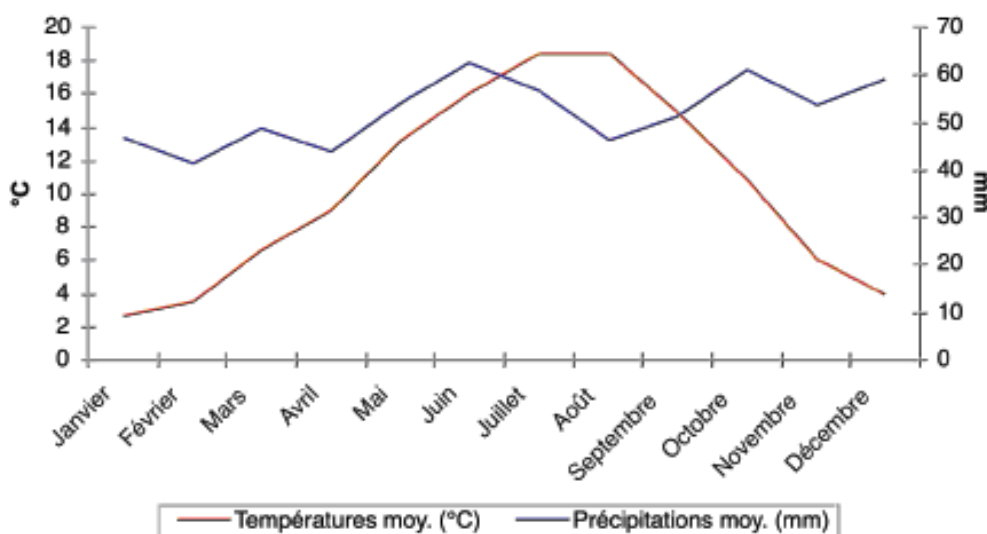 20
18
16
14
12
10
8
6
4
2
0
°C
70
60
50
40
30
20
10
0
mm
Janvier
Février
Mars
Avril
Mai
Juin
Juillet
Août
Septembre
Octobre
Novembre
Décembre
Températures moy. (°C) Précipitations moy. (mm)